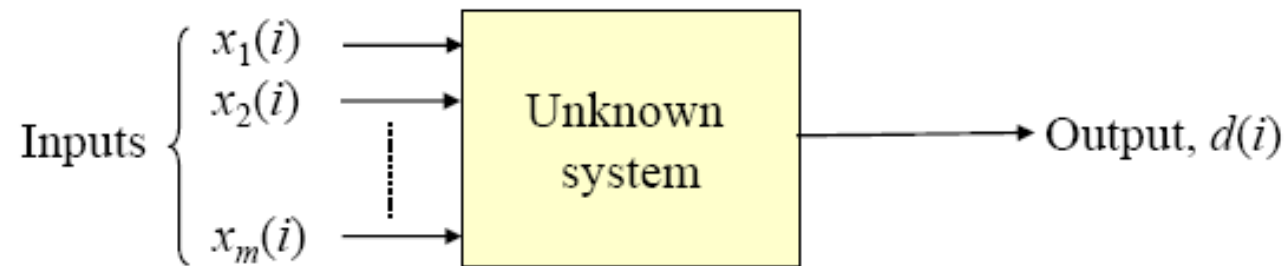 x₁(i)
x₂(i)
Inputs
xₘ(i)
Unknown
system
Output, d(i)